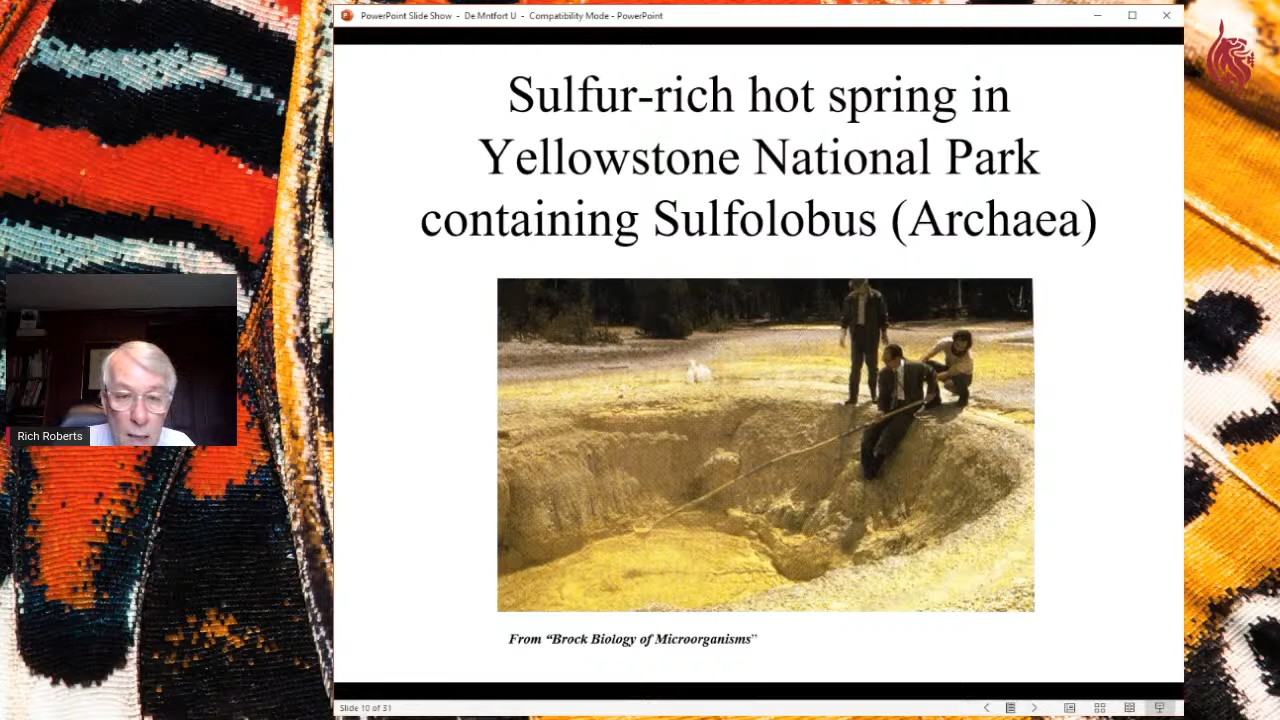 PowerPoint Slide Show - De Mntfort U - Compatibility Mode - PowerPoint
Sulfur-rich hot spring in
Yellowstone National Park
containing Sulfolobus (Archaea)
Rich Roberts
From “Brock Biology of Microorganisms”
Slide 10 of 31